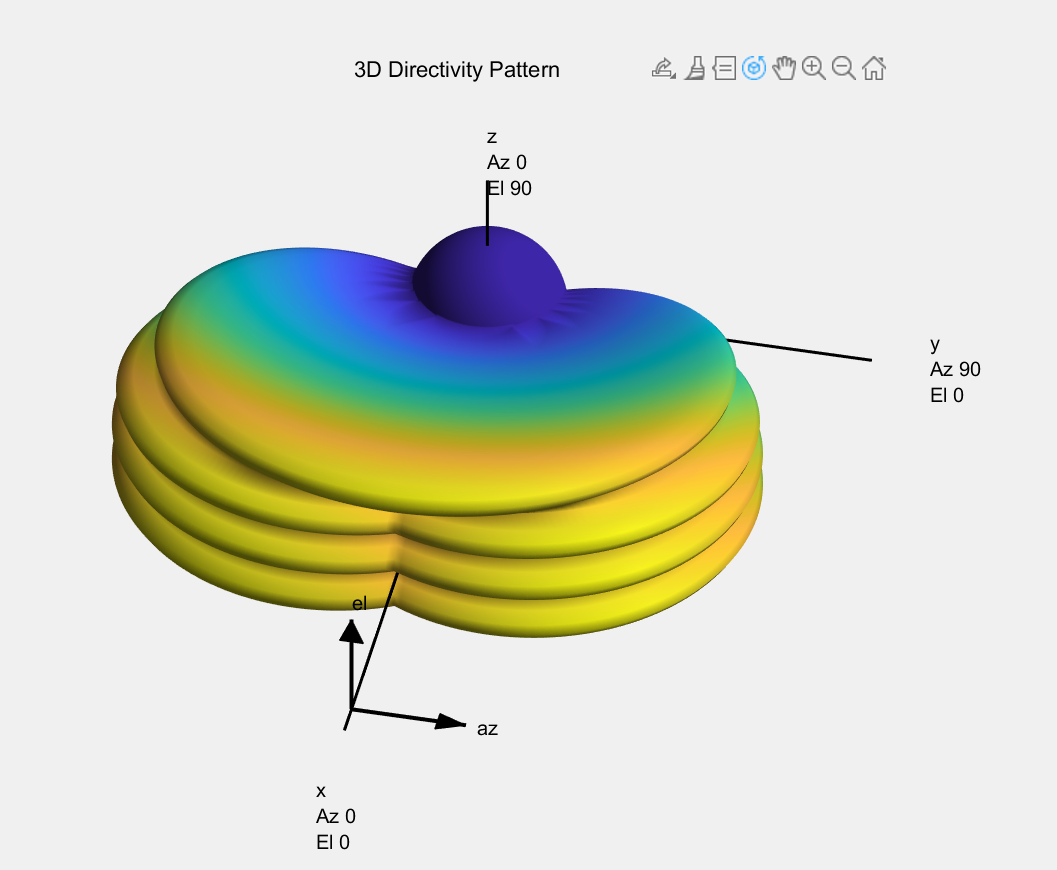 3D Directivity Pattern
z
Az 0
El 90
y
Az 90
El 0
el
az
x
Az 0
El 0